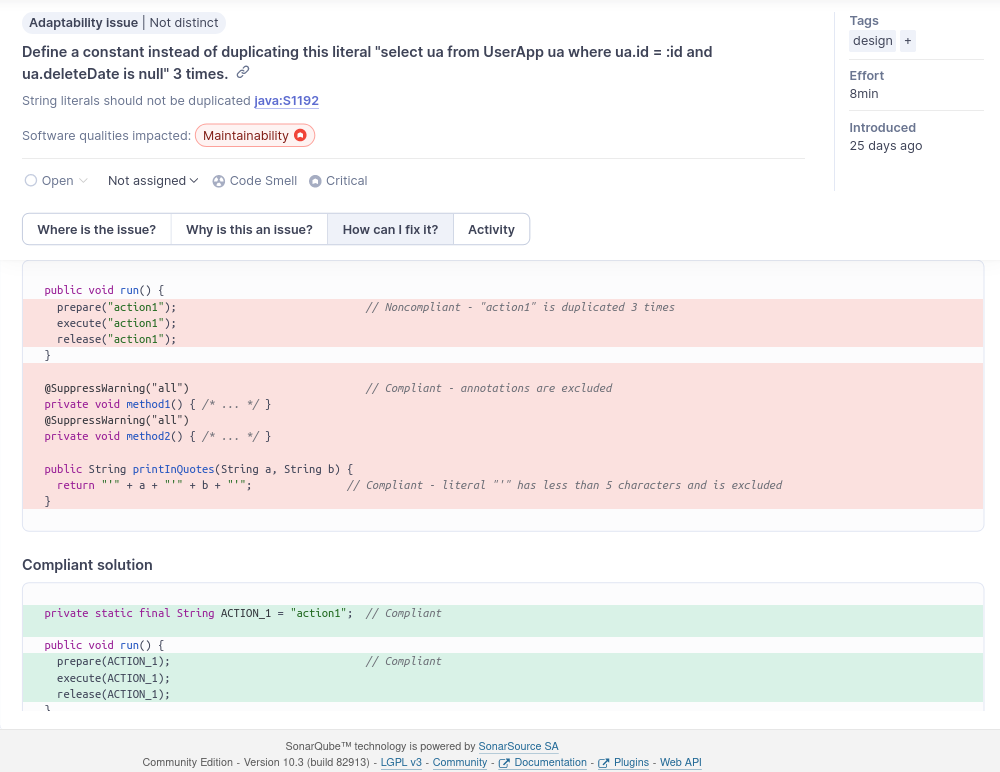 Adaptability issue | Not distinct
Define a constant instead of duplicating this literal "select ua from UserApp ua where ua.id = :id and
ua.deleteDate is null" 3 times.
String literals should not be duplicated java:S1192
Software qualities impacted: Maintainability
Open Not assigned Code Smell Critical
Tags
design +
Effort
8min
Introduced
25 days ago
Where is the issue? Why is this an issue? How can I fix it? Activity
public void run() {
  prepare("action1");                              // Noncompliant - "action1" is duplicated 3 times
  execute("action1");
  release("action1");
}
@SuppressWarning("all")                            // Compliant - annotations are excluded
private void method1() { /* ... */ }
@SuppressWarning("all")
private void method2() { /* ... */ }
public String printInQuotes(String a, String b) {
  return "'" + a + "'" + b + "'";               // Compliant - literal "'" has less than 5 characters and is excluded
}
Compliant solution
private static final String ACTION_1 = "action1";  // Compliant
public void run() {
  prepare(ACTION_1);                               // Compliant
  execute(ACTION_1);
  release(ACTION_1);
}
SonarQube™ technology is powered by SonarSource SA
Community Edition - Version 10.3 (build 82913) - LGPL v3 - Community - Documentation - Plugins - Web API